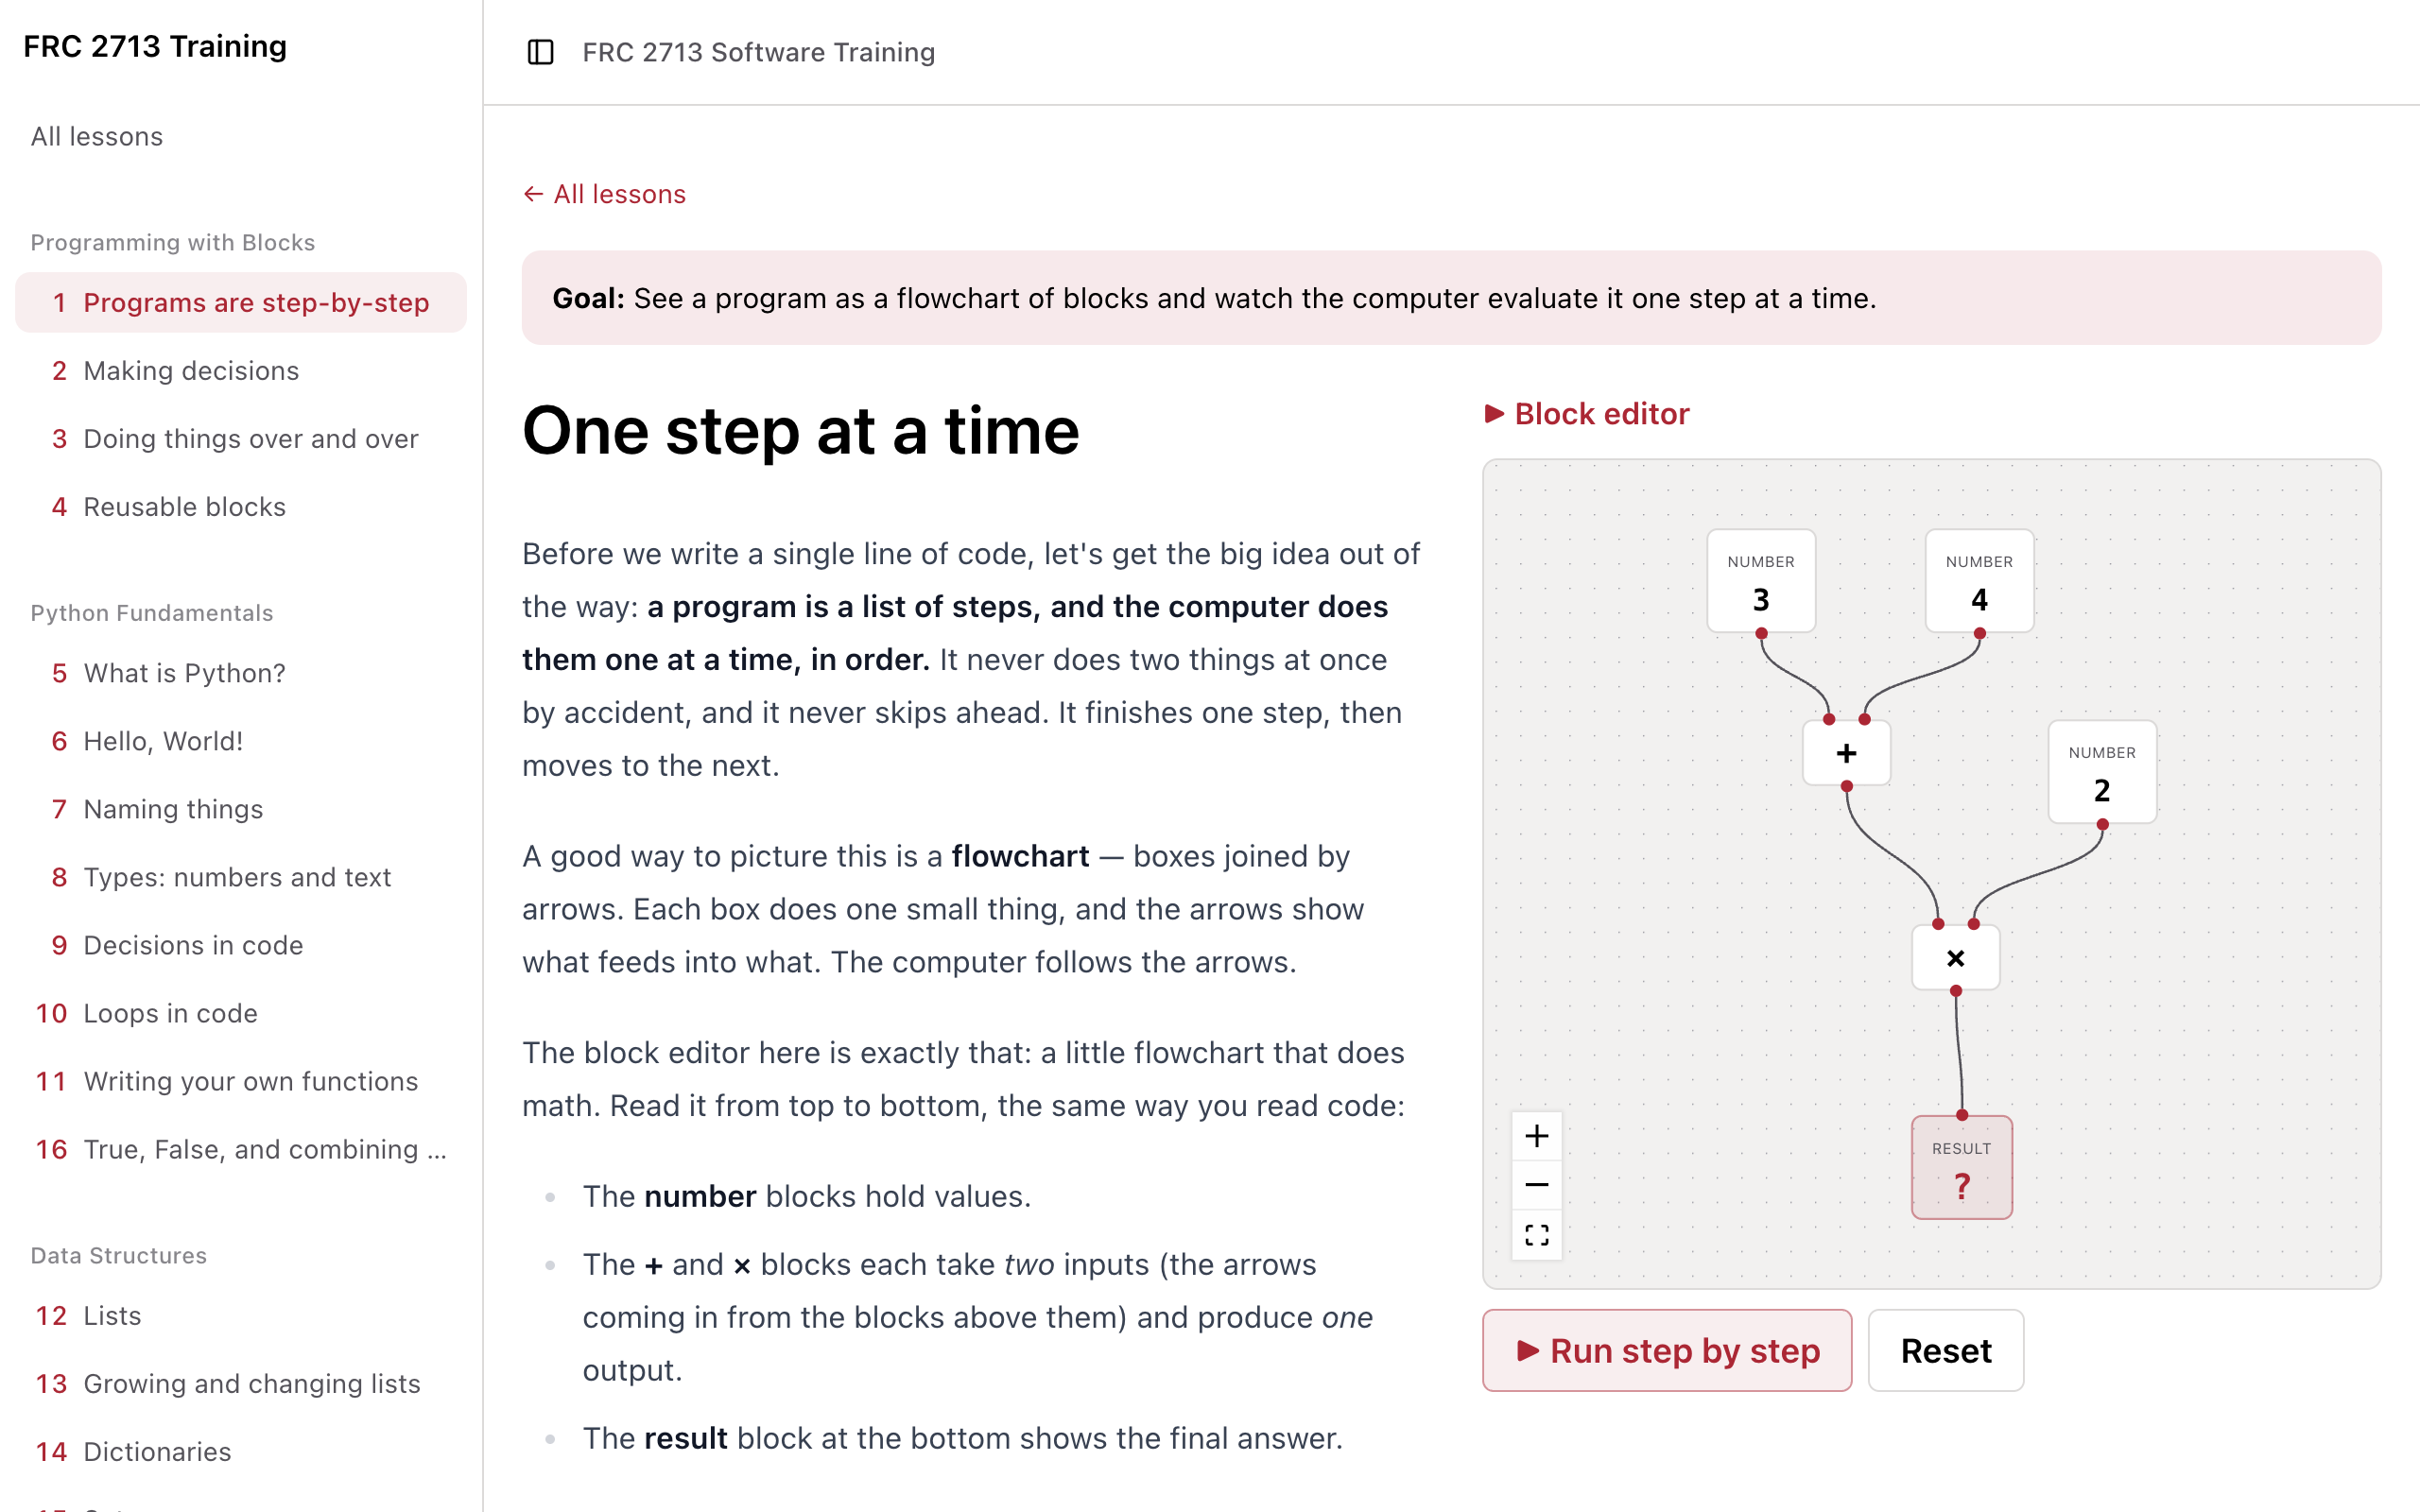 FRC 2713 Training
All lessons
Programming with Blocks
1 Programs are step-by-step
2 Making decisions
3 Doing things over and over
4 Reusable blocks
Python Fundamentals
5 What is Python?
6 Hello, World!
7 Naming things
8 Types: numbers and text
9 Decisions in code
10 Loops in code
11 Writing your own functions
16 True, False, and combining ...
Data Structures
12 Lists
13 Growing and changing lists
14 Dictionaries
FRC 2713 Software Training
← All lessons
Goal: See a program as a flowchart of blocks and watch the computer evaluate it one step at a time.
One step at a time
Before we write a single line of code, let's get the big idea out of
the way: a program is a list of steps, and the computer does
them one at a time, in order. It never does two things at once
by accident, and it never skips ahead. It finishes one step, then
moves to the next.
A good way to picture this is a flowchart — boxes joined by
arrows. Each box does one small thing, and the arrows show
what feeds into what. The computer follows the arrows.
The block editor here is exactly that: a little flowchart that does
math. Read it from top to bottom, the same way you read code:
• The number blocks hold values.
• The + and × blocks each take two inputs (the arrows
coming in from the blocks above them) and produce one
output.
• The result block at the bottom shows the final answer.
▶ Block editor
NUMBER
3
NUMBER
4
+
NUMBER
2
×
RESULT
?
▶ Run step by step
Reset